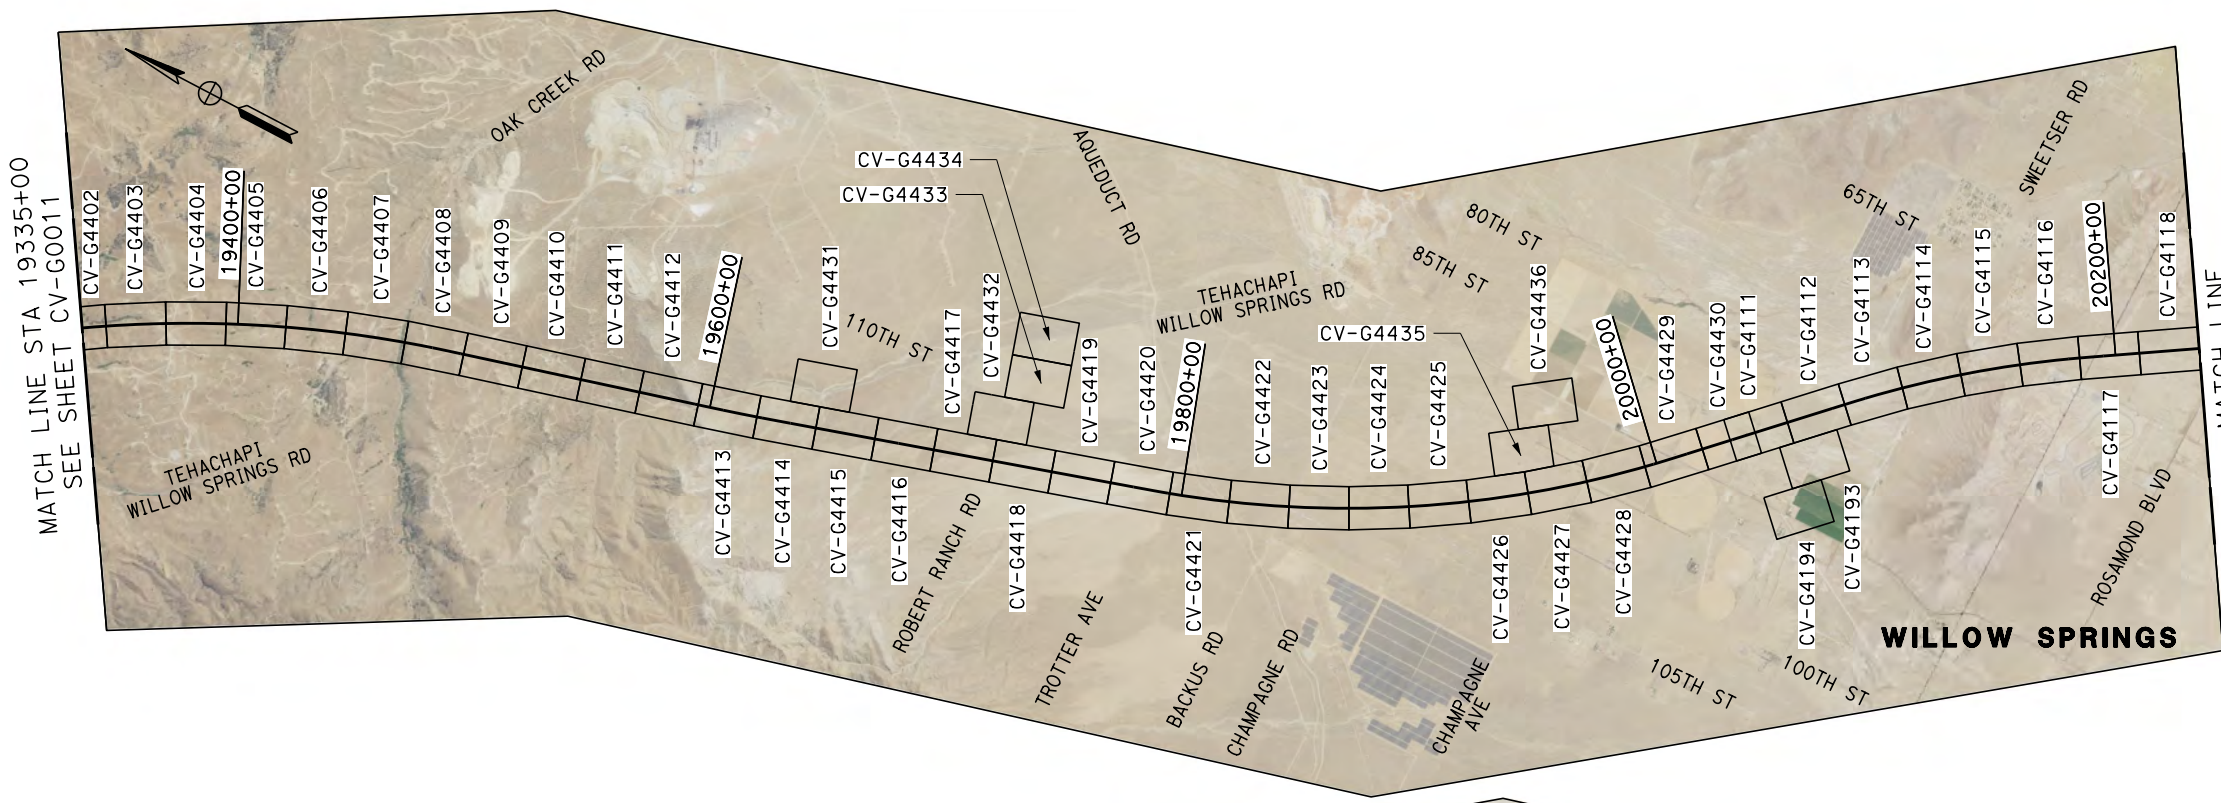 MATCH LINE STA 19335+00
SEE SHEET CV-G0011
CV-G4402
CV-G4403
CV-G4404
19400+00
CV-G4405
CV-G4406
CV-G4407
CV-G4408
CV-G4409
CV-G4410
CV-G4411
CV-G4412
19600+00
CV-G4431
110TH ST
CV-G4417
CV-G4432
CV-G4434
CV-G4433
OAK CREEK RD
AQUEDUCT RD
CV-G4419
CV-G4420
19800+00
TEHACHAPI
WILLOW SPRINGS RD
CV-G4422
CV-G4423
CV-G4424
CV-G4425
CV-G4435
80TH ST
85TH ST
CV-G4436
20000+00
CV-G4429
CV-G4430
CV-G4111
CV-G4112
CV-G4113
65TH ST
CV-G4114
CV-G4115
CV-G4116
SWEETSER RD
20200+00
CV-G4118
MATCH LINE
TEHACHAPI
WILLOW SPRINGS RD
CV-G4413
CV-G4414
CV-G4415
CV-G4416
ROBERT RANCH RD
CV-G4418
TROTTER AVE
CV-G4421
BACKUS RD
CHAMPAGNE RD
CHAMPAGNE
AVE
CV-G4426
CV-G4427
CV-G4428
105TH ST
100TH ST
CV-G4194
CV-G4193
CV-G4117
ROSAMOND BLVD
WILLOW SPRINGS